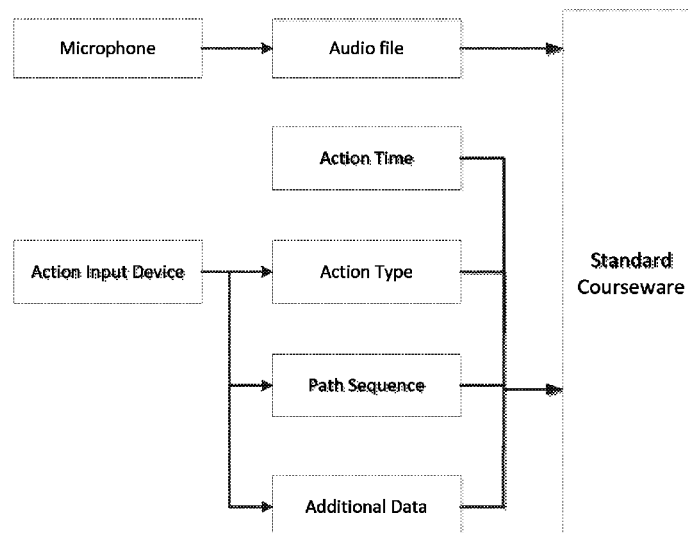 Microphone
Audio file
Action Time
Action Input Device
Action Type
Standard
Courseware
Path Sequence
Additional Data